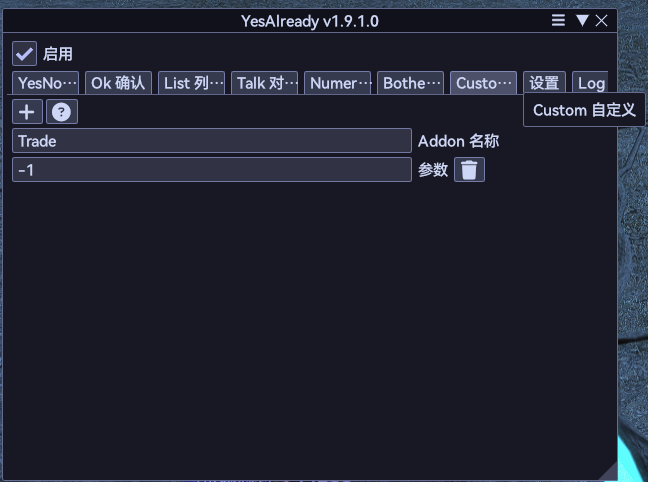 YesAlready v1.9.1.0
启用
YesNo… Ok 确认 List 列… Talk 对… Numer… Bothe… Custo… 设置 Log
?
Custom 自定义
Trade Addon 名称
-1 参数